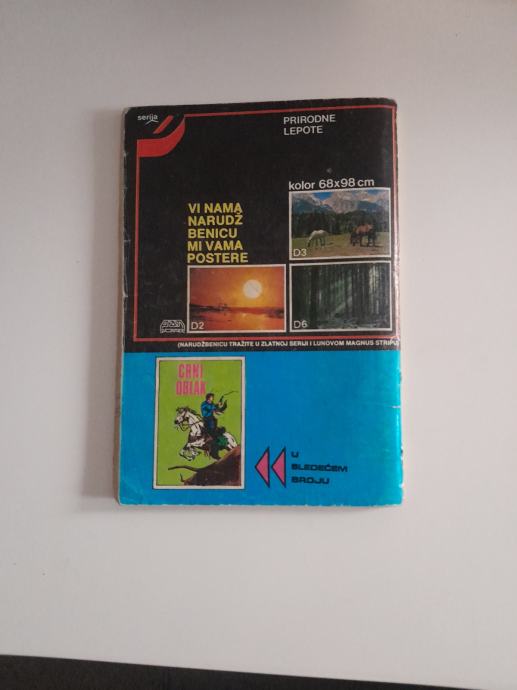 serija
PRIRODNE
LEPOTE
kolor 68x98 cm
VI NAMA
NARUDŽ
BENICU
MI VAMA
POSTERE
D3
D2
D6
(NARUDŽBENICU TRAŽITE U ZLATNOJ SERIJI I LUNOVOM MAGNUS STRIPU
CRNI
OBLAK
U
SLEDEĆEM
BROJU